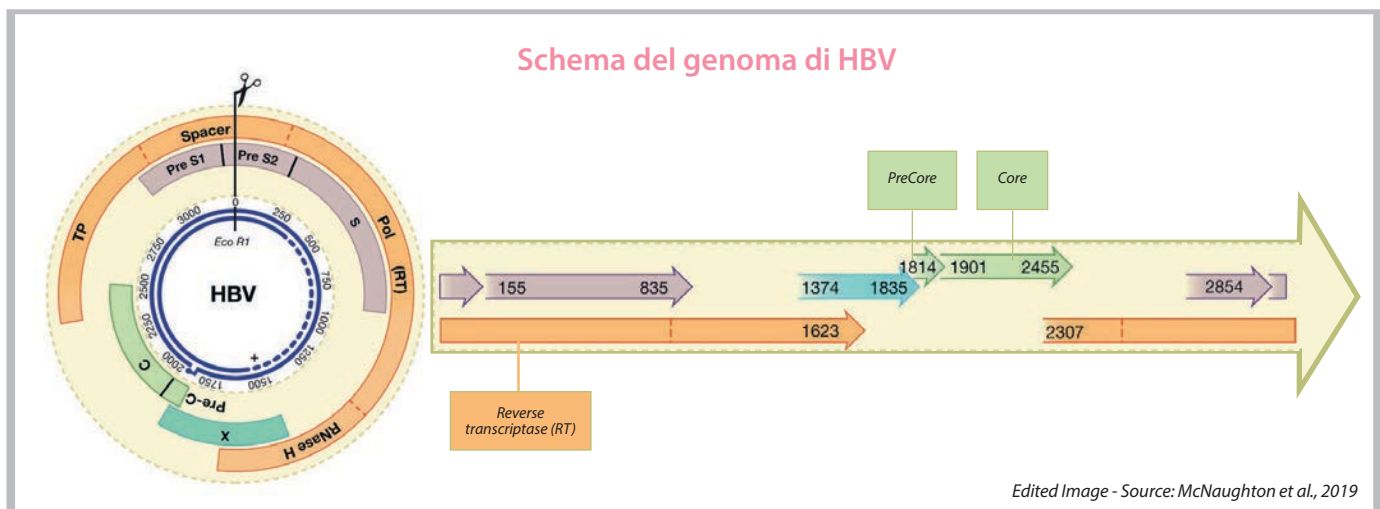 Schema del genoma di HBV
Spacer
Pre S1
Pre S2
S
Pol
(RT)
TP
RNase H
X
Pre-C
C
0
250
500
750
1000
1250
1500
1750
2000
2250
2500
2750
3000
Eco R1
HBV
+
-
PreCore
Core
1814
1901
2455
155
835
1374
1835
2854
1623
2307
Reverse
transcriptase (RT)
Edited Image - Source: McNaughton et al., 2019